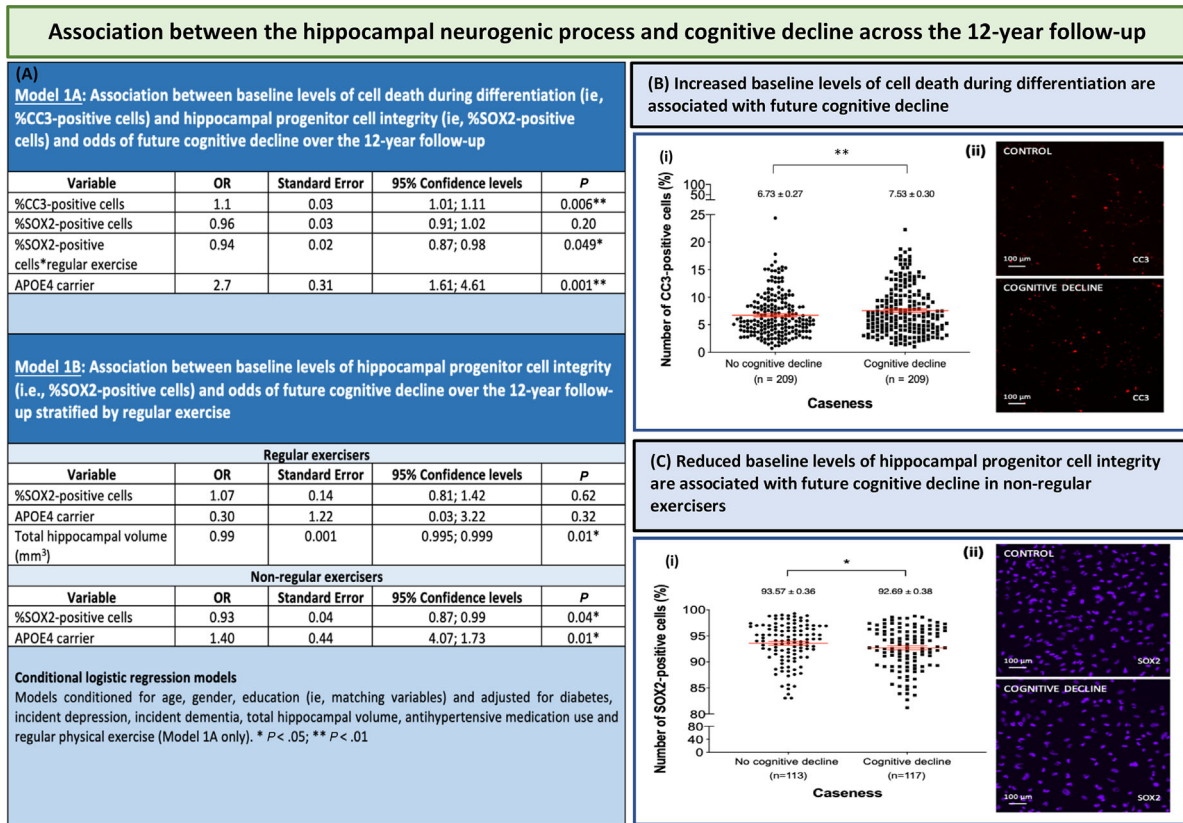 Association between the hippocampal neurogenic process and cognitive decline across the 12-year follow-up
(A)
Model 1A: Association between baseline levels of cell death during differentiation (ie,
%CC3-positive cells) and hippocampal progenitor cell integrity (ie, %SOX2-positive
cells) and odds of future cognitive decline over the 12-year follow-up
Variable OR Standard Error 95% Confidence levels P
%CC3-positive cells 1.1 0.03 1.01; 1.11 0.006**
%SOX2-positive cells 0.96 0.03 0.91; 1.02 0.20
%SOX2-positive 0.94 0.02 0.87; 0.98 0.049*
cells*regular exercise
APOE4 carrier 2.7 0.31 1.61; 4.61 0.001**
Model 1B: Association between baseline levels of hippocampal progenitor cell integrity
(i.e., %SOX2-positive cells) and odds of future cognitive decline over the 12-year follow-
up stratified by regular exercise
Regular exercisers
Variable OR Standard Error 95% Confidence levels P
%SOX2-positive cells 1.07 0.14 0.81; 1.42 0.62
APOE4 carrier 0.30 1.22 0.03; 3.22 0.32
Total hippocampal volume 0.99 0.001 0.995; 0.999 0.01*
(mm³)
Non-regular exercisers
Variable OR Standard Error 95% Confidence levels P
%SOX2-positive cells 0.93 0.04 0.87; 0.99 0.04*
APOE4 carrier 1.40 0.44 4.07; 1.73 0.01*
Conditional logistic regression models
Models conditioned for age, gender, education (ie, matching variables) and adjusted for diabetes,
incident depression, incident dementia, total hippocampal volume, antihypertensive medication use and
regular physical exercise (Model 1A only). * P < .05; ** P < .01
(B) Increased baseline levels of cell death during differentiation are
associated with future cognitive decline
(i)
**
6.73 ± 0.27 7.53 ± 0.30
Number of CC3-positive cells (%)
100
50
25
20
15
10
5
0
No cognitive decline Cognitive decline
(n = 209) (n = 209)
Caseness
(ii)
CONTROL
100 µm CC3
COGNITIVE DECLINE
100 µm CC3
(C) Reduced baseline levels of hippocampal progenitor cell integrity
are associated with future cognitive decline in non-regular
exercisers
(i)
*
93.57 ± 0.36 92.69 ± 0.38
Number of SOX2-positive cells (%)
100
95
90
85
80
80
40
0
No cognitive decline Cognitive decline
(n=113) (n=117)
Caseness
(ii)
CONTROL
100 µm SOX2
COGNITIVE DECLINE
100 µm SOX2